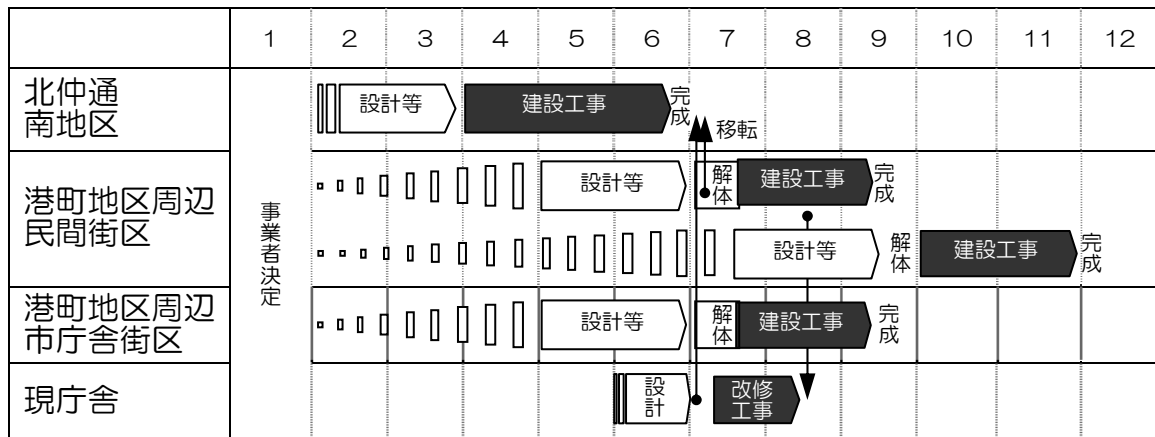 1 2 3 4 5 6 7 8 9 10 11 12
事業者決定
北仲通
南地区
設計等 建設工事 完成
移転
港町地区周辺
民間街区
設計等 解体 建設工事 完成
設計等 解体 建設工事 完成
港町地区周辺
市庁舎街区
設計等 解体 建設工事 完成
現庁舎
設計 改修
工事